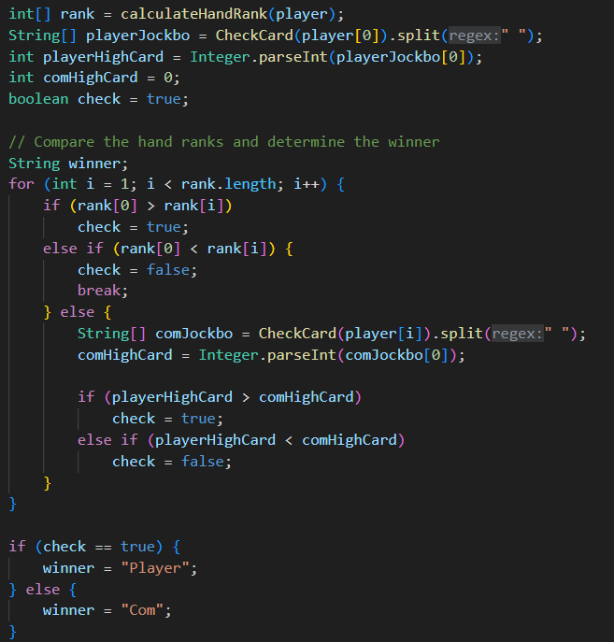 int[] rank = calculateHandRank(player);
String[] playerJockbo = CheckCard(player[0]).split(regex:" ");
int playerHighCard = Integer.parseInt(playerJockbo[0]);
int comHighCard = 0;
boolean check = true;

// Compare the hand ranks and determine the winner
String winner;
for (int i = 1; i < rank.length; i++) {
    if (rank[0] > rank[i])
        check = true;
    else if (rank[0] < rank[i]) {
        check = false;
        break;
    } else {
        String[] comJockbo = CheckCard(player[i]).split(regex:" ");
        comHighCard = Integer.parseInt(comJockbo[0]);

        if (playerHighCard > comHighCard)
            check = true;
        else if (playerHighCard < comHighCard)
            check = false;
    }
}

if (check == true) {
    winner = "Player";
} else {
    winner = "Com";
}